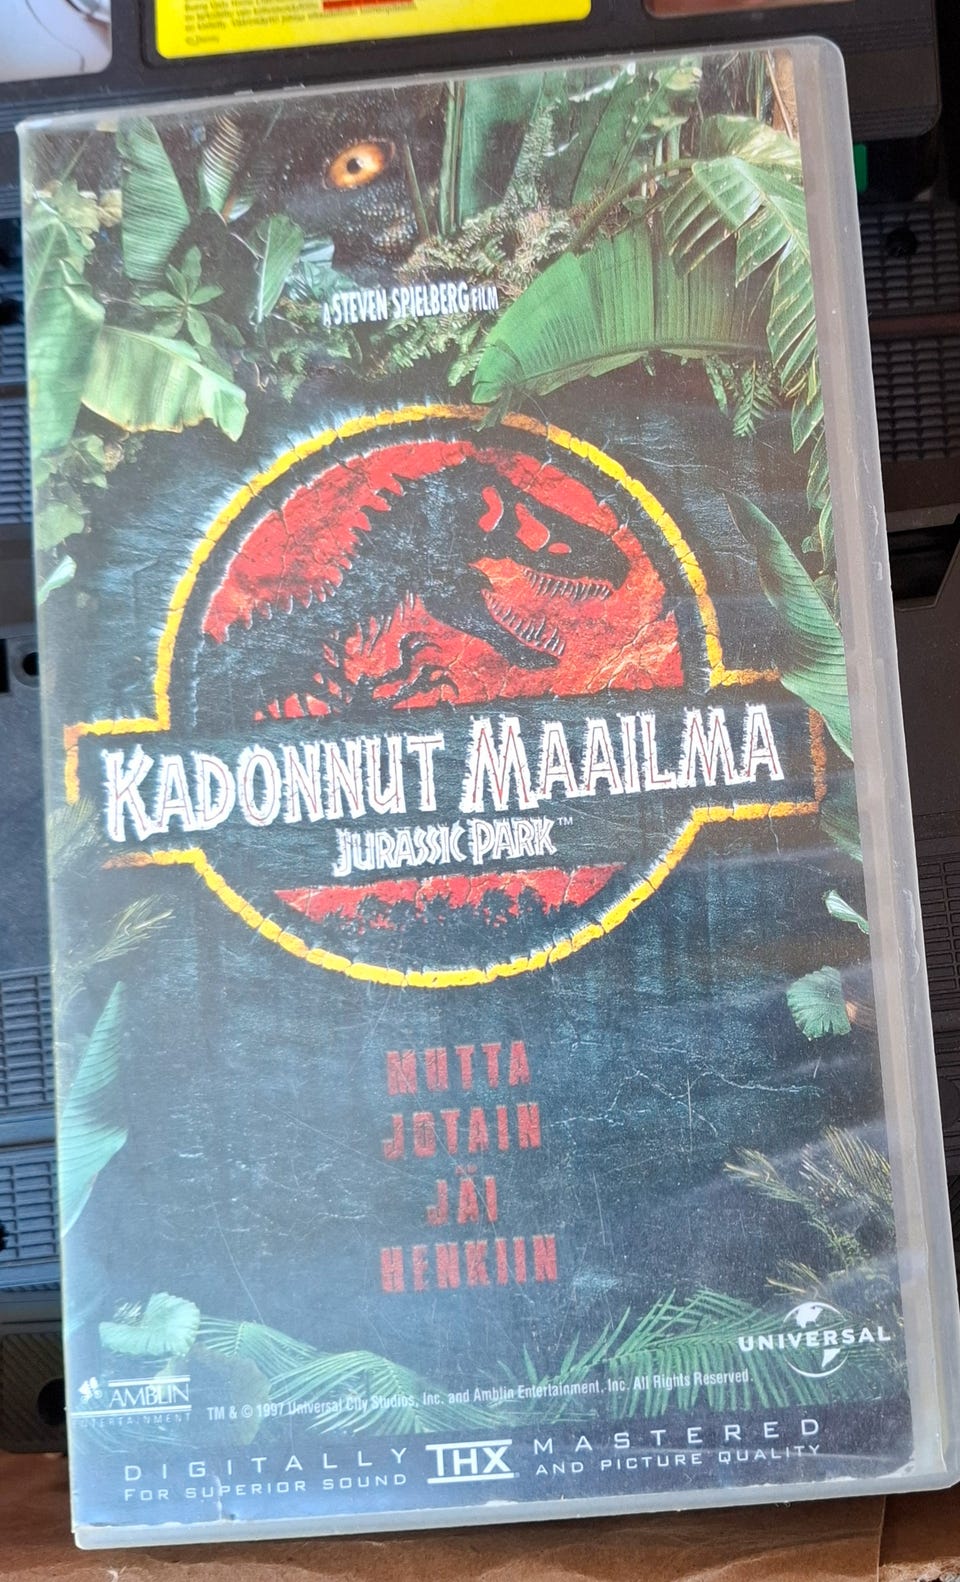 A STEVEN SPIELBERG FILM
KADONNUT MAAILMA
JURASSIC PARK™
MUTTA
JOTAIN
JÄI
HENKIIN
UNIVERSAL
AMBLIN
ENTERTAINMENT
TM & © 1997 Universal City Studios, Inc. and Amblin Entertainment, Inc. All Rights Reserved.
DIGITALLY THX MASTERED
FOR SUPERIOR SOUND AND PICTURE QUALITY